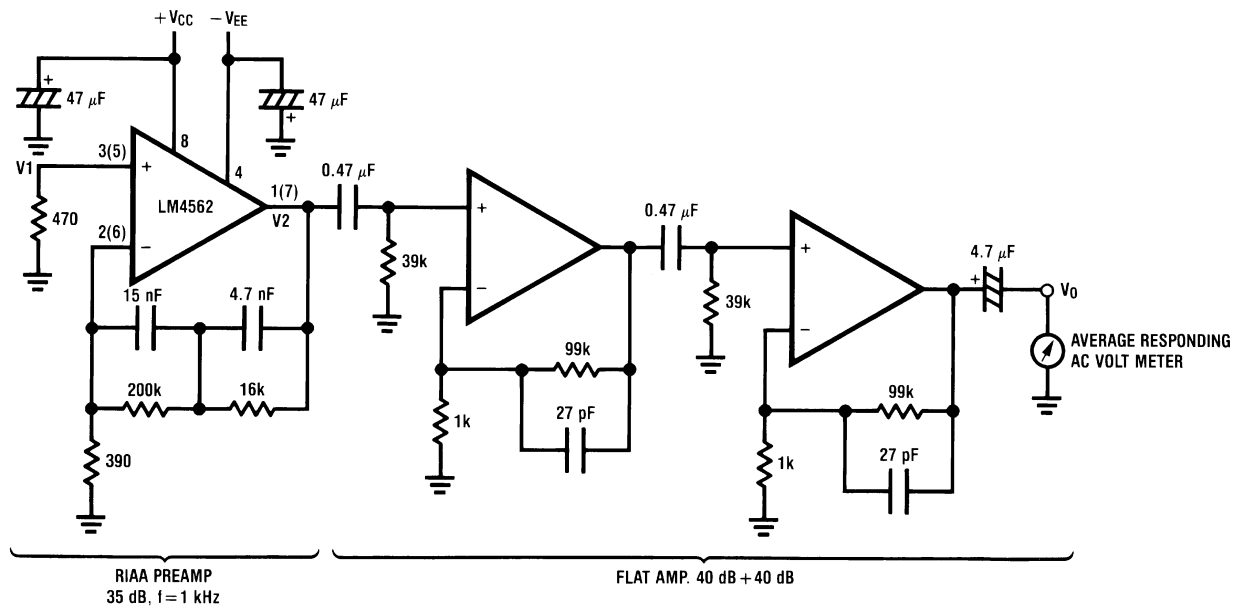 +VCC
−VEE
+
47 µF
47 µF
+
8
3(5)
V1
+
4
0.47 µF
LM4562
1(7)
V2
470
2(6)
−
+
0.47 µF
39k
15 nF
4.7 nF
−
+
4.7 µF
+
VO
39k
200k
16k
99k
−
AVERAGE RESPONDING
AC VOLT METER
1k
27 pF
99k
390
1k
27 pF
RIAA PREAMP
35 dB, f=1 kHz
FLAT AMP. 40 dB+40 dB